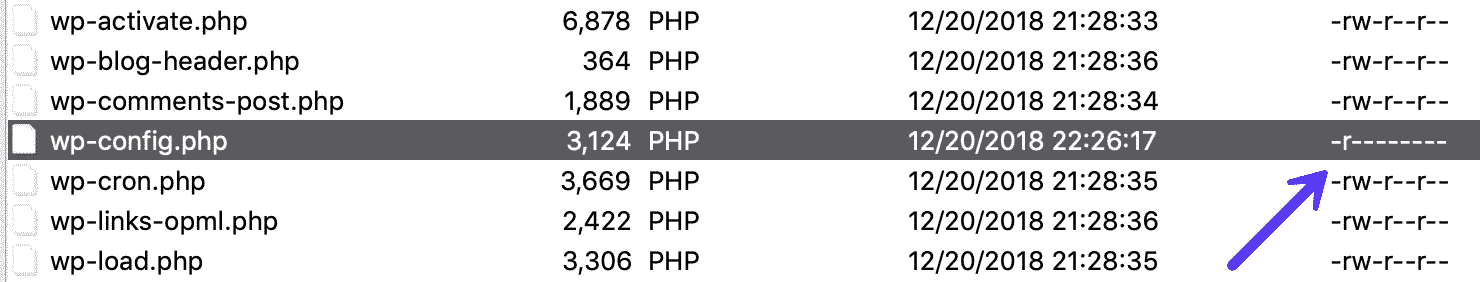 wp-activate.php 6,878 PHP 12/20/2018 21:28:33 -rw-r--r--
wp-blog-header.php 364 PHP 12/20/2018 21:28:36 -rw-r--r--
wp-comments-post.php 1,889 PHP 12/20/2018 21:28:34 -rw-r--r--
wp-config.php 3,124 PHP 12/20/2018 22:26:17 -r--------
wp-cron.php 3,669 PHP 12/20/2018 21:28:35 -rw-r--r--
wp-links-opml.php 2,422 PHP 12/20/2018 21:28:36 -rw-r--r--
wp-load.php 3,306 PHP 12/20/2018 21:28:35 -rw-r--r--